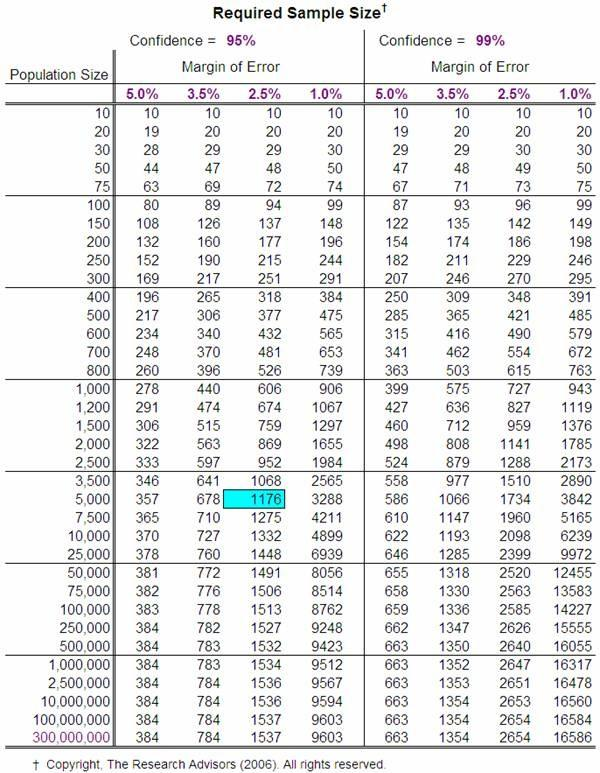 Required Sample Size†
Confidence = 95% Confidence = 99%
Population Size Margin of Error Margin of Error
5.0% 3.5% 2.5% 1.0% 5.0% 3.5% 2.5% 1.0%
10 10 10 10 10 10 10 10 10
20 19 20 20 20 19 20 20 20
30 28 29 29 30 29 29 30 30
50 44 47 48 50 47 48 49 50
75 63 69 72 74 67 71 73 75
100 80 89 94 99 87 93 96 99
150 108 126 137 148 122 135 142 149
200 132 160 177 196 154 174 186 198
250 152 190 215 244 182 211 229 246
300 169 217 251 291 207 246 270 295
400 196 265 318 384 250 309 348 391
500 217 306 377 475 285 365 421 485
600 234 340 432 565 315 416 490 579
700 248 370 481 653 341 462 554 672
800 260 396 526 739 363 503 615 763
1,000 278 440 606 906 399 575 727 943
1,200 291 474 674 1067 427 636 827 1119
1,500 306 515 759 1297 460 712 959 1376
2,000 322 563 869 1655 498 808 1141 1785
2,500 333 597 952 1984 524 879 1288 2173
3,500 346 641 1068 2565 558 977 1510 2890
5,000 357 678 1176 3288 586 1066 1734 3842
7,500 365 710 1275 4211 610 1147 1960 5165
10,000 370 727 1332 4899 622 1193 2098 6239
25,000 378 760 1448 6939 646 1285 2399 9972
50,000 381 772 1491 8056 655 1318 2520 12455
75,000 382 776 1506 8514 658 1330 2563 13583
100,000 383 778 1513 8762 659 1336 2585 14227
250,000 384 782 1527 9248 662 1347 2626 15555
500,000 384 783 1532 9423 663 1350 2640 16055
1,000,000 384 783 1534 9512 663 1352 2647 16317
2,500,000 384 784 1536 9567 663 1353 2651 16478
10,000,000 384 784 1536 9594 663 1354 2653 16560
100,000,000 384 784 1537 9603 663 1354 2654 16584
300,000,000 384 784 1537 9603 663 1354 2654 16586
† Copyright, The Research Advisors (2006). All rights reserved.